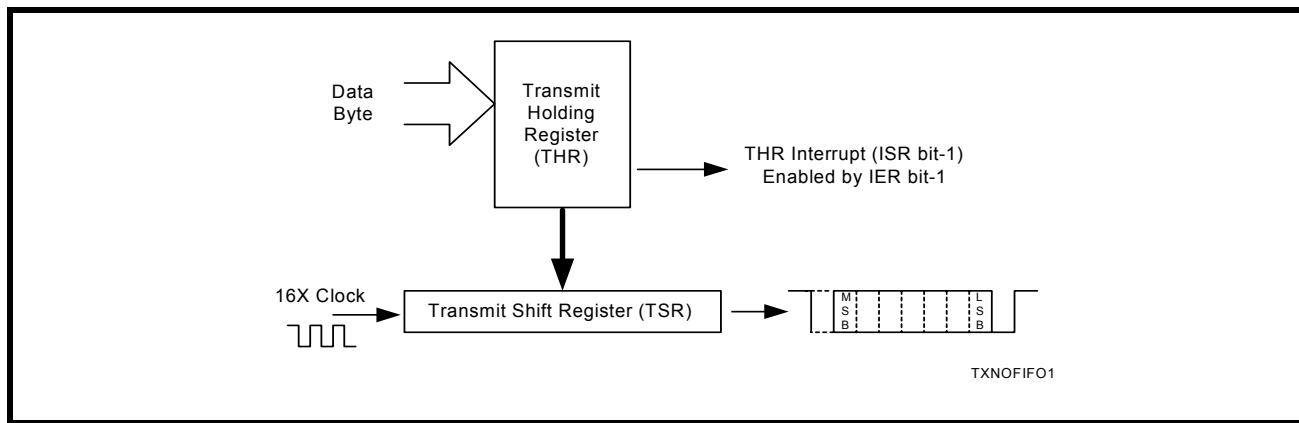 Data
Byte
Transmit
Holding
Register
(THR)
THR Interrupt (ISR bit-1)
Enabled by IER bit-1
16X Clock
Transmit Shift Register (TSR)
M
S
B
L
S
B
TXNOFIFO1